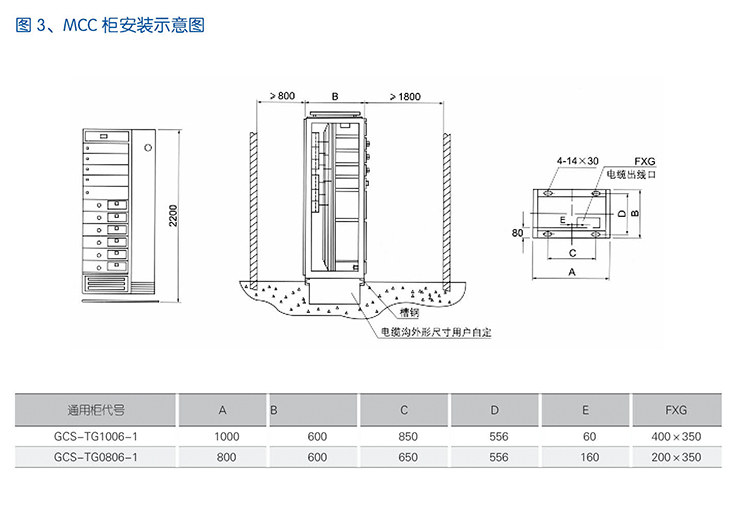 图 3、MCC 柜安装示意图
≥800
B
≥1800
2200
4-14×30
FXG
电缆出线口
E
D
B
80
C
A
槽钢
电缆沟外形尺寸用户自定
通用柜代号 A B C D E FXG
GCS-TG1006-1 1000 600 850 556 60 400×350
GCS-TG0806-1 800 600 650 556 160 200×350